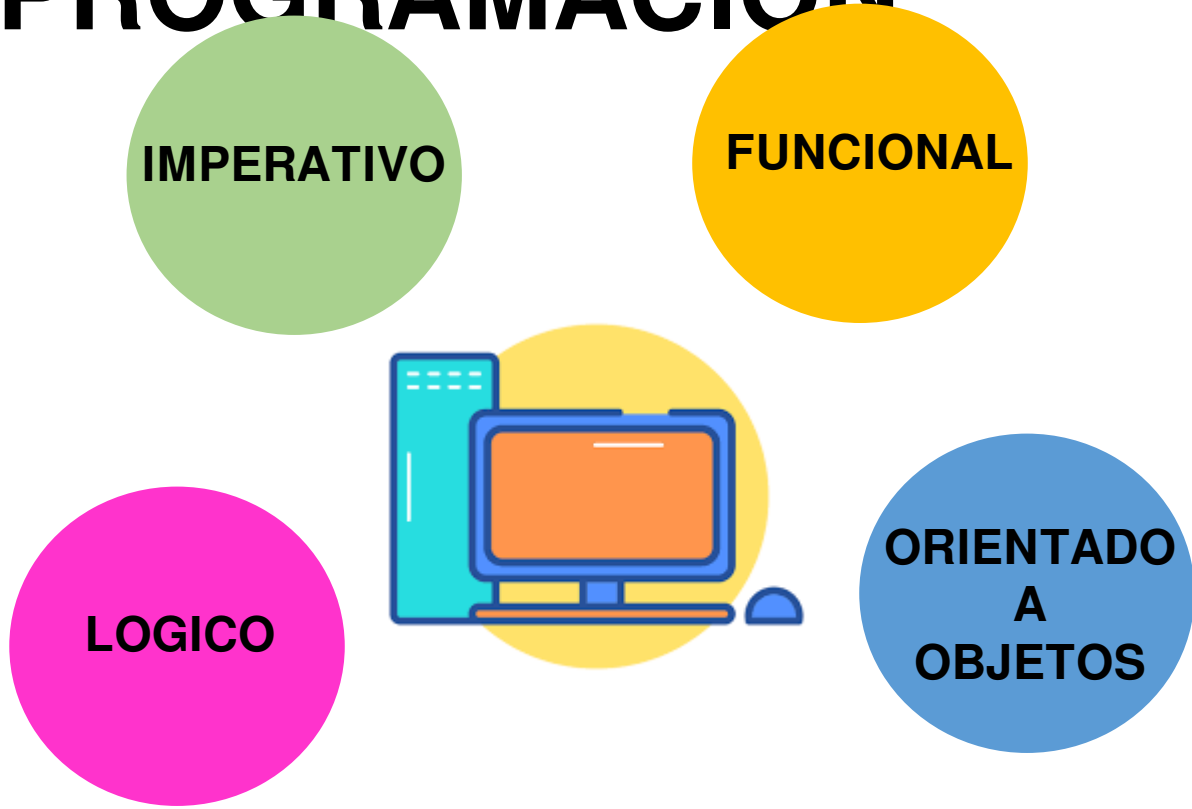 PROGRAMACION
IMPERATIVO
FUNCIONAL
LOGICO
ORIENTADO
A
OBJETOS